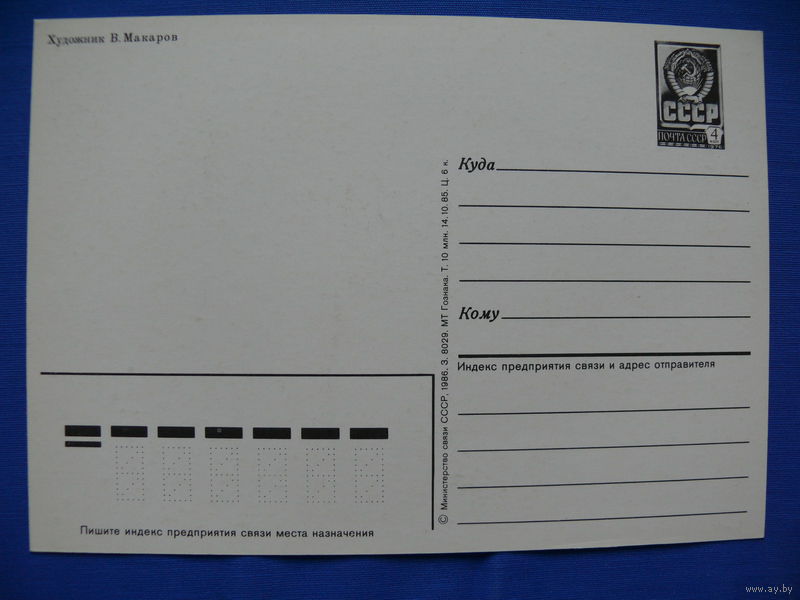 Художник В. Макаров
СССР
ПОЧТА СССР 4
Куда
Кому
Индекс предприятия связи и адрес отправителя
© Министерство связи СССР, 1986. З. 8029. МТ Гознака. Т. 10 млн. 14.10.85. Ц. 6 к.
Пишите индекс предприятия связи места назначения
www.ay.by